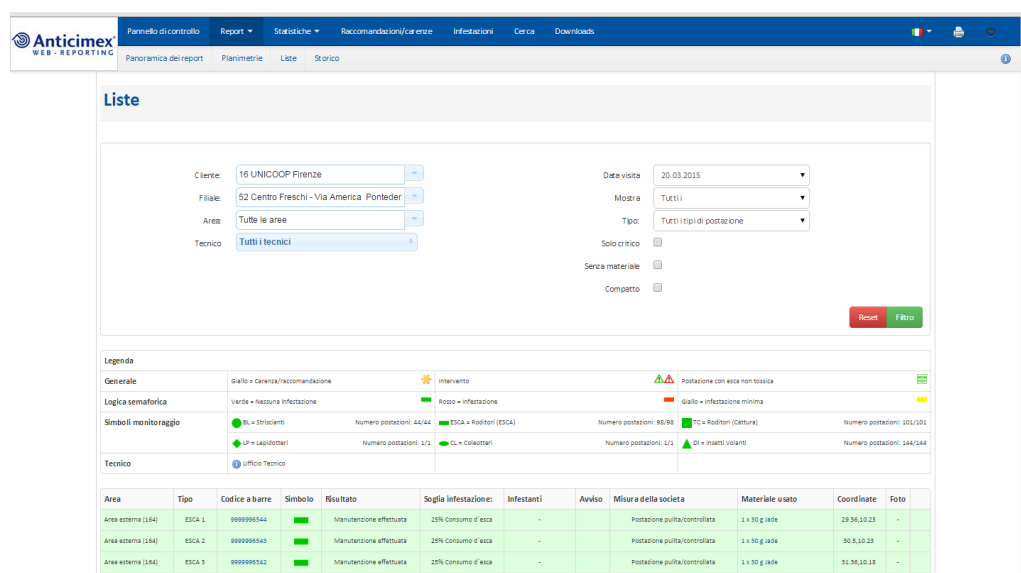 Anticimex®
WEB - REPORTING
Pannello di controllo Report Statistiche Raccomandazioni/carenze Infestazioni Cerca Downloads
Panoramica dei report Planimetrie Liste Storico
Liste
Cliente: 16 UNICOOP Firenze Data visita 20.03.2015
Filiale: 52 Centro Freschi - Via America Ponteder Mostra Tutti i
Area: Tutte le aree Tipo: Tutti i tipi di postazione
Tecnico Tutti i tecnici Solo critico
Senza materiale
Compatto
Reset Filtro
Legenda
Generale Giallo = Carenza/raccomandazione Intervento Postazione con esca non tossica
Logica semaforica Verde = Nessuna infestazione Rosso = Infestazione Giallo = Infestazione minima
Simboli monitoraggio BL = Striscianti Numero postazioni: 44/44 ESCA = Roditori (ESCA) Numero postazioni: 98/98 TC = Roditori (Cattura) Numero postazioni: 101/101
LP = Lepidotteri Numero postazioni: 1/1 CL = Coleotteri Numero postazioni: 1/1 DI = Insetti Volanti Numero postazioni: 144/144
Tecnico Ufficio Tecnico
Area Tipo Codice a barre Simbolo Risultato Soglia infestazione: Infestanti Avviso Misura della societa Materiale usato Coordinate Foto
Area esterna (164) ESCA 1 9999996544 Manutenzione effettuata 25% Consumo d'esca - Postazione pulita/controllata 1 x 30 g Jade 29.56,10.23 -
Area esterna (164) ESCA 2 9999996543 Manutenzione effettuata 25% Consumo d'esca - Postazione pulita/controllata 1 x 30 g Jade 30.5,10.23 -
Area esterna (164) ESCA 3 9999996542 Manutenzione effettuata 25% Consumo d'esca - Postazione pulita/controllata 1 x 30 g Jade 31.36,10.18 -